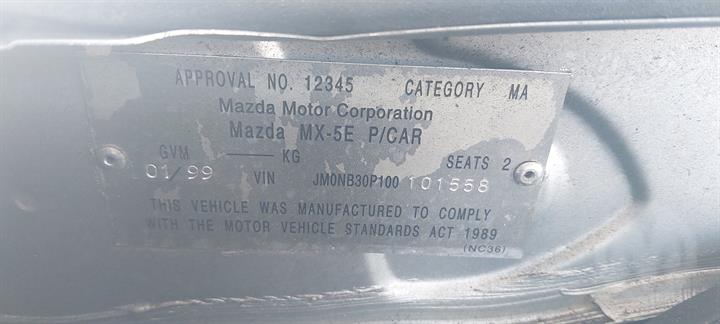 APPROVAL NO. 12345 CATEGORY MA
Mazda Motor Corporation
Mazda MX-5E P/CAR
GVM —— KG SEATS 2
01/99 VIN JM0NB30P100 101558
THIS VEHICLE WAS MANUFACTURED TO COMPLY
WITH THE MOTOR VEHICLE STANDARDS ACT 1989
(NC36)